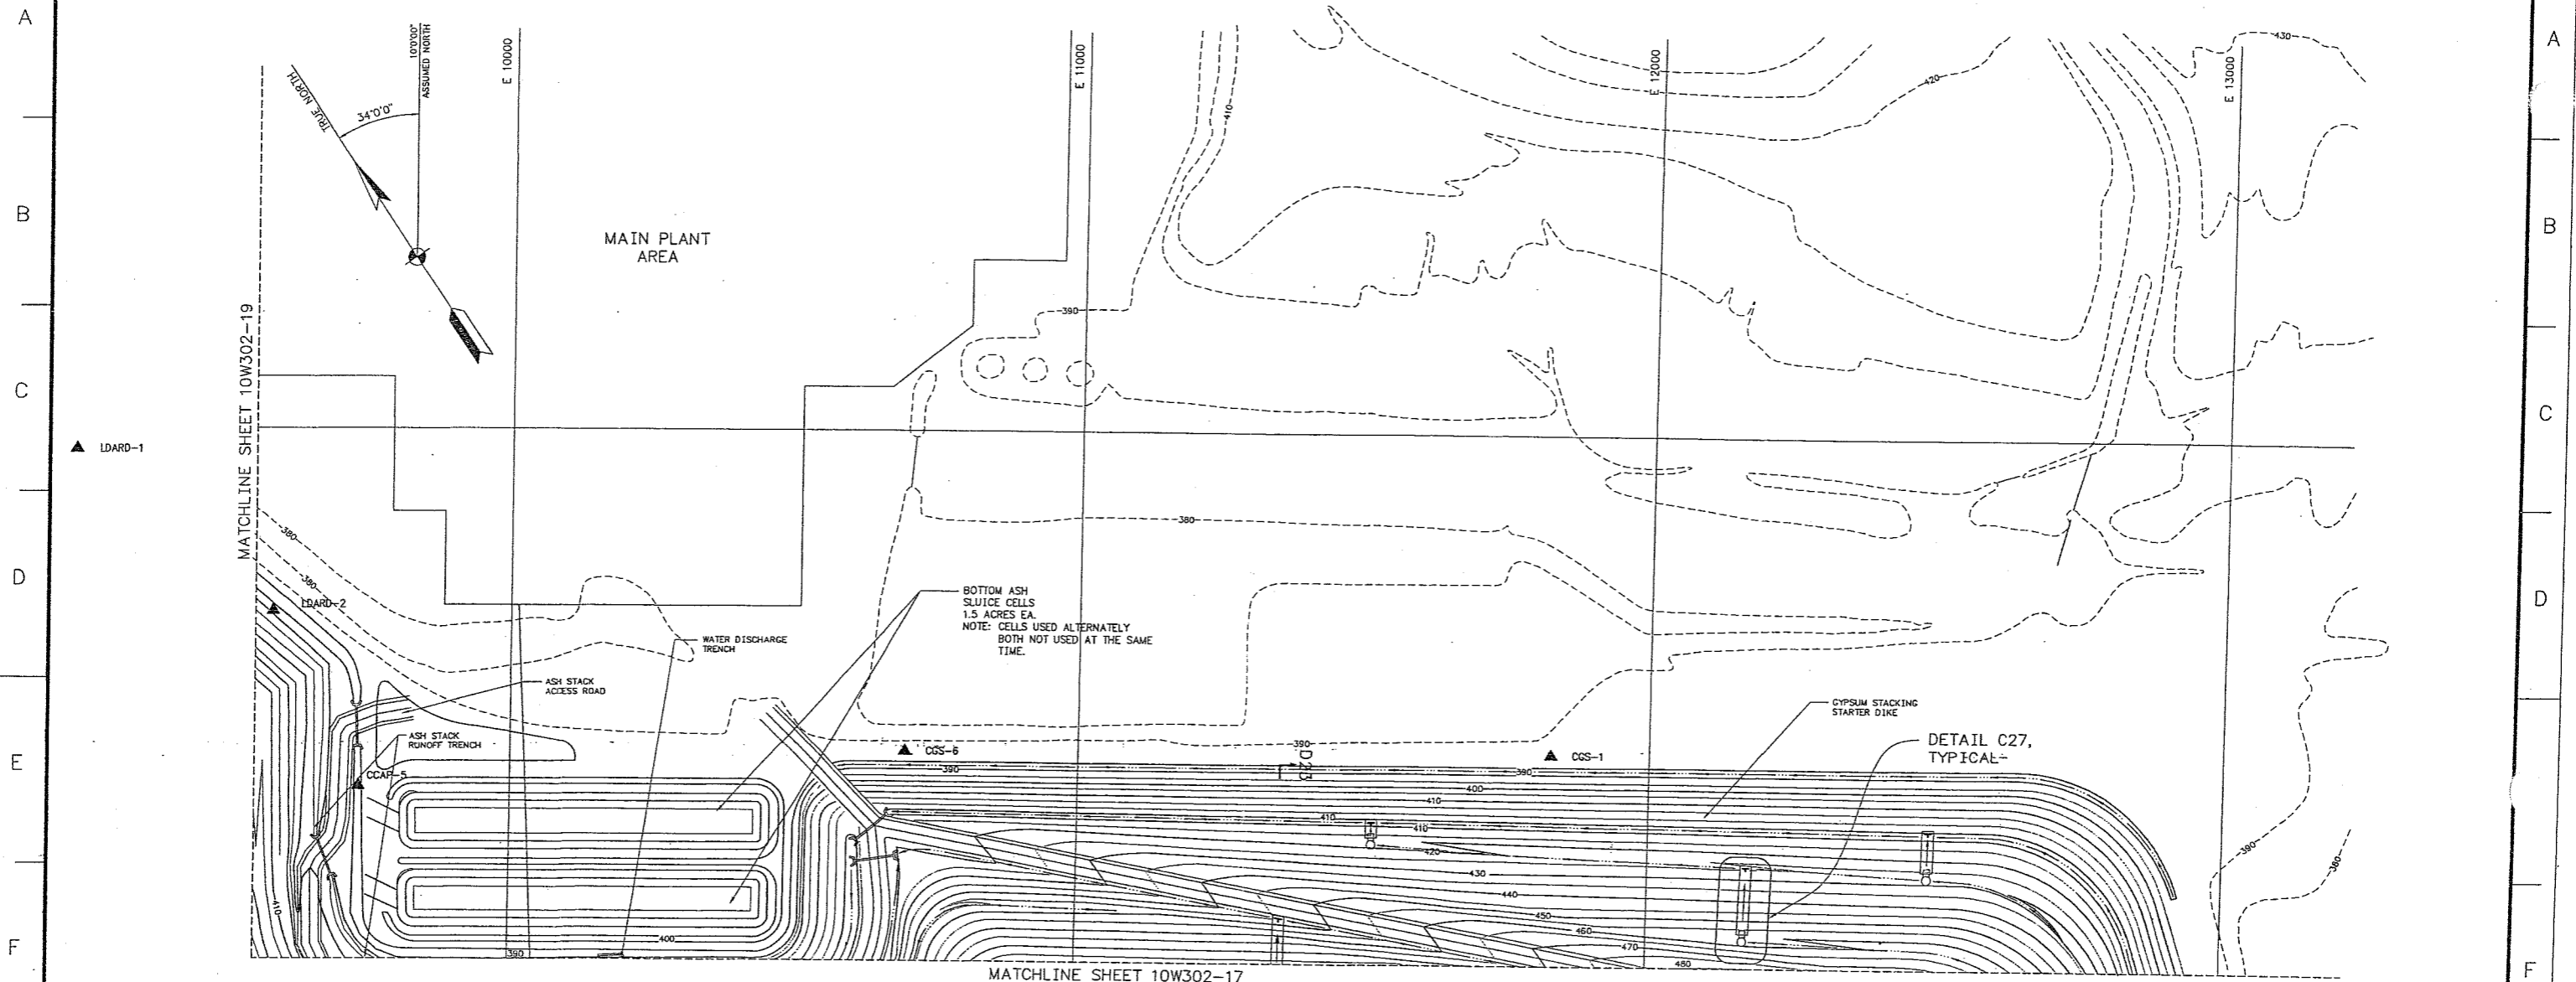 A
A
430
10°0'00"
ASSUMED NORTH
E 10000
E 11000
E 12000
E 13000
TRUE NORTH
34°0'0"
420
410
B
B
MAIN PLANT
AREA
390
MATCHLINE SHEET 10W302-19
C
C
LDARD-1
380
380
D
D
380
LDARD-2
BOTTOM ASH
SLUICE CELLS
1.5 ACRES EA.
NOTE: CELLS USED ALTERNATELY
BOTH NOT USED AT THE SAME
TIME.
WATER DISCHARGE
TRENCH
ASH STACK
ACCESS ROAD
GYPSUM STACKING
STARTER DIKE
ASH STACK
RUNOFF TRENCH
E
E
CGS-6
390
D23
CGS-1
DETAIL C27,
TYPICAL
CCAP-5
390
390
400
410
410
410
420
430
440
450
460
470
480
390
380
410
400
390
F
F
MATCHLINE SHEET 10W302-17